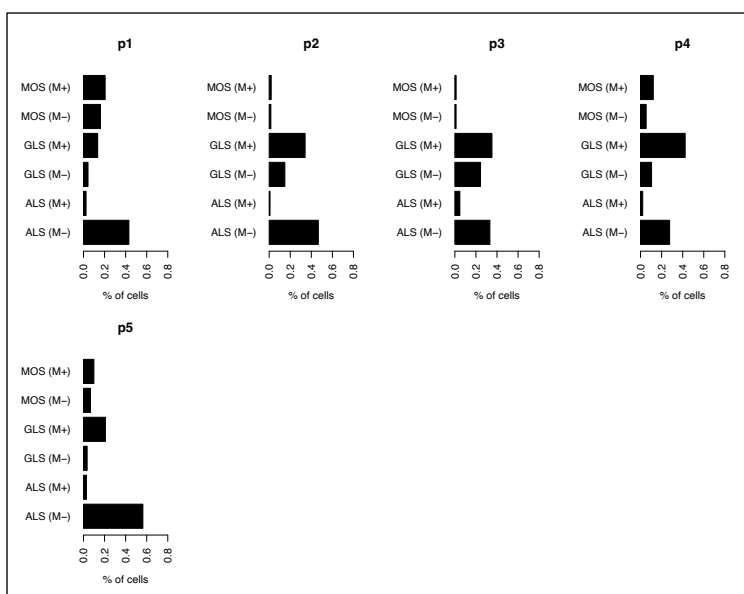 p1
MOS (M+)
MOS (M−)
GLS (M+)
GLS (M−)
ALS (M+)
ALS (M−)
0.0 0.2 0.4 0.6 0.8
% of cells
p2
MOS (M+)
MOS (M−)
GLS (M+)
GLS (M−)
ALS (M+)
ALS (M−)
0.0 0.2 0.4 0.6 0.8
% of cells
p3
MOS (M+)
MOS (M−)
GLS (M+)
GLS (M−)
ALS (M+)
ALS (M−)
0.0 0.2 0.4 0.6 0.8
% of cells
p4
MOS (M+)
MOS (M−)
GLS (M+)
GLS (M−)
ALS (M+)
ALS (M−)
0.0 0.2 0.4 0.6 0.8
% of cells
p5
MOS (M+)
MOS (M−)
GLS (M+)
GLS (M−)
ALS (M+)
ALS (M−)
0.0 0.2 0.4 0.6 0.8
% of cells